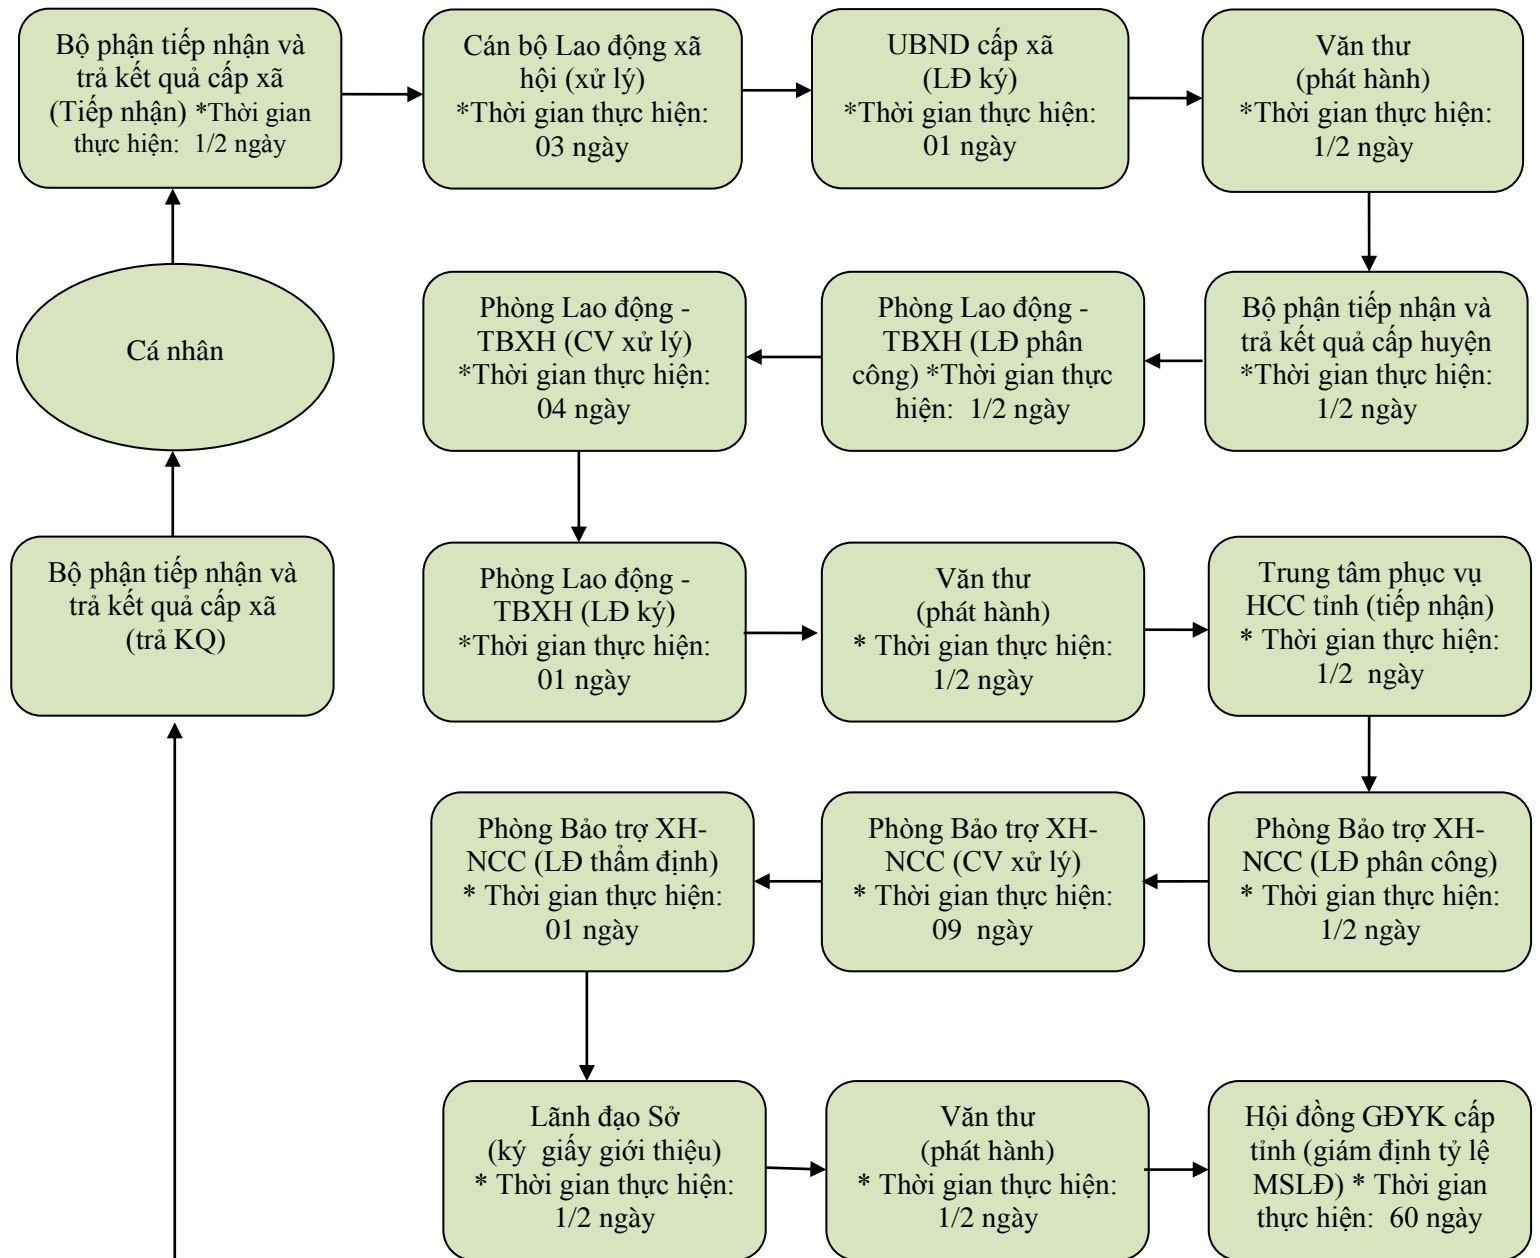 Bộ phận tiếp nhận và
trả kết quả cấp xã
(Tiếp nhận) *Thời gian
thực hiện: 1/2 ngày
Cán bộ Lao động xã
hội (xử lý)
*Thời gian thực hiện:
03 ngày
UBND cấp xã
(LĐ ký)
*Thời gian thực hiện:
01 ngày
Văn thư
(phát hành)
*Thời gian thực hiện:
1/2 ngày
Cá nhân
Phòng Lao động -
TBXH (CV xử lý)
*Thời gian thực hiện:
04 ngày
Phòng Lao động -
TBXH (LĐ phân
công) *Thời gian thực
hiện: 1/2 ngày
Bộ phận tiếp nhận và
trả kết quả cấp huyện
*Thời gian thực hiện:
1/2 ngày
Bộ phận tiếp nhận và
trả kết quả cấp xã
(trả KQ)
Phòng Lao động -
TBXH (LĐ ký)
*Thời gian thực hiện:
01 ngày
Văn thư
(phát hành)
* Thời gian thực hiện:
1/2 ngày
Trung tâm phục vụ
HCC tỉnh (tiếp nhận)
* Thời gian thực hiện:
1/2 ngày
Phòng Bảo trợ XH-
NCC (LĐ thẩm định)
* Thời gian thực hiện:
01 ngày
Phòng Bảo trợ XH-
NCC (CV xử lý)
* Thời gian thực hiện:
09 ngày
Phòng Bảo trợ XH-
NCC (LĐ phân công)
* Thời gian thực hiện:
1/2 ngày
Lãnh đạo Sở
(ký giấy giới thiệu)
* Thời gian thực hiện:
1/2 ngày
Văn thư
(phát hành)
* Thời gian thực hiện:
1/2 ngày
Hội đồng GĐYK cấp
tỉnh (giám định tỷ lệ
MSLĐ) * Thời gian
thực hiện: 60 ngày